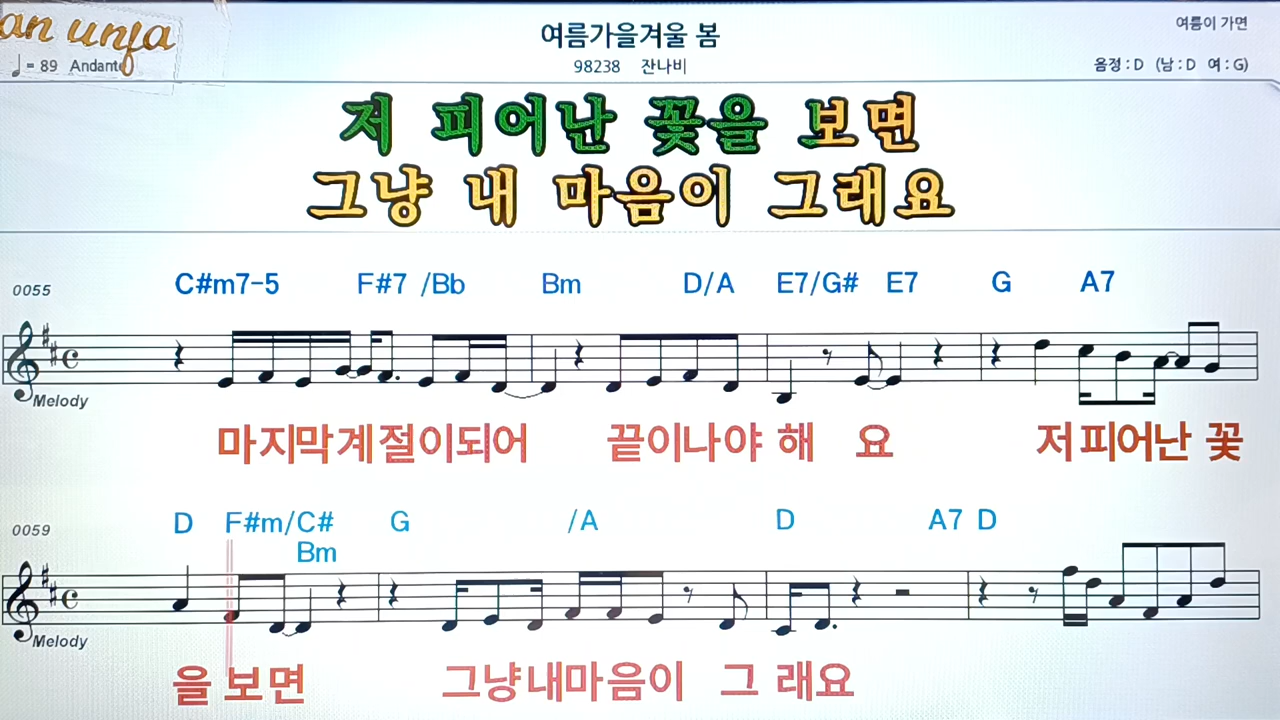 an unfa
여름가을겨울 봄
여름이 가면
♩ = 89 Andante
98238 잔나비
음정 : D (남 : D 여 : G)
저 피어난 꽃을 보면
그냥 내 마음이 그래요
0055
C#m7-5 F#7 /Bb Bm D/A E7/G# E7 G A7
Melody
마지막계절이되어 끝이나야 해 요 저피어난 꽃
0059
D F#m/C# G /A D A7 D
Bm
Melody
을 보면 그냥내마음이 그 래요